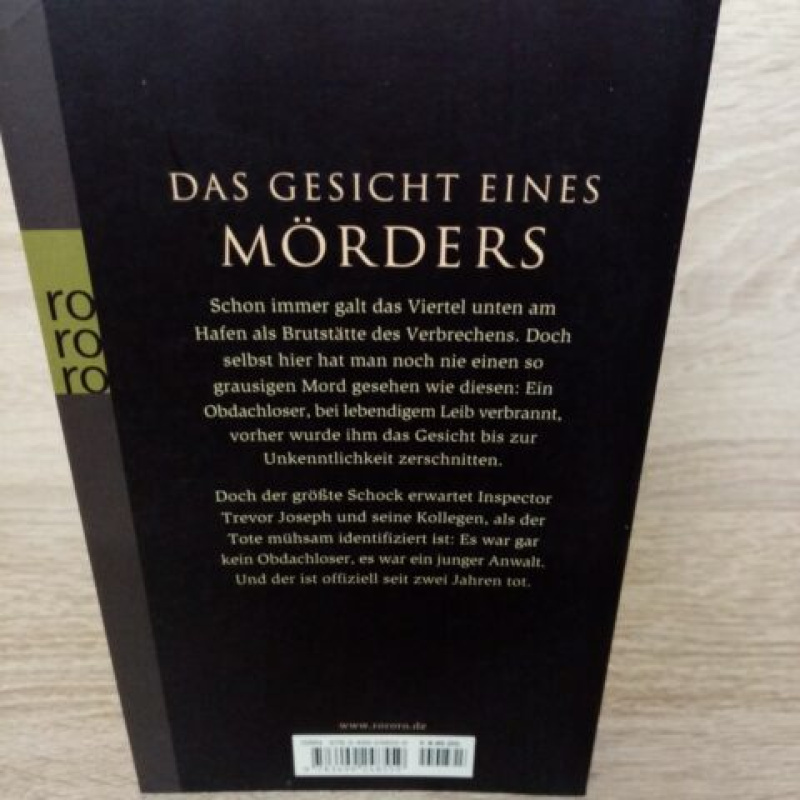 DAS GESICHT EINES
MÖRDERS
Schon immer galt das Viertel unten am
Hafen als Brutstätte des Verbrechens. Doch
selbst hier hat man noch nie einen so
grausigen Mord gesehen wie diesen: Ein
Obdachloser, bei lebendigem Leib verbrannt,
vorher wurde ihm das Gesicht bis zur
Unkenntlichkeit zerschnitten.
Doch der größte Schock erwartet Inspector
Trevor Joseph und seine Kollegen, als der
Tote mühsam identifiziert ist: Es war gar
kein Obdachloser, es war ein junger Anwalt.
Und der ist offiziell seit zwei Jahren tot.
ro
ro
ro
www.rororo.de